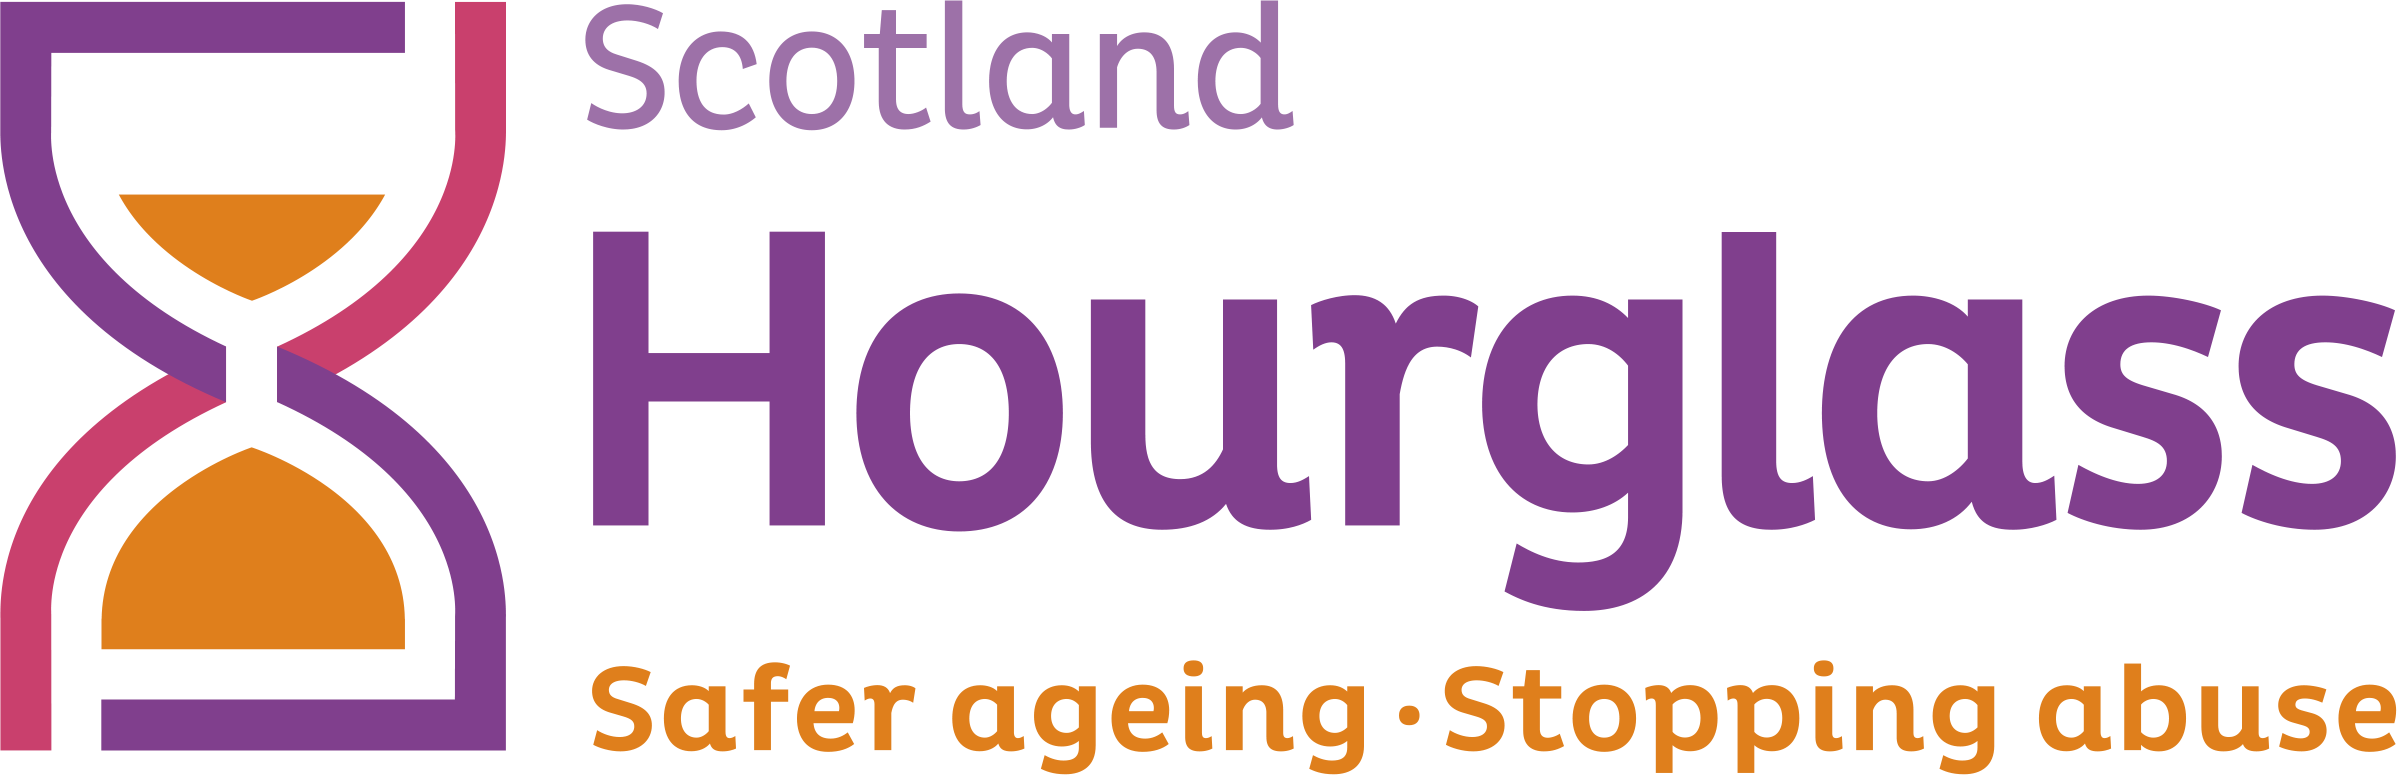 Scotland
Hourglass
Safer ageing · Stopping abuse